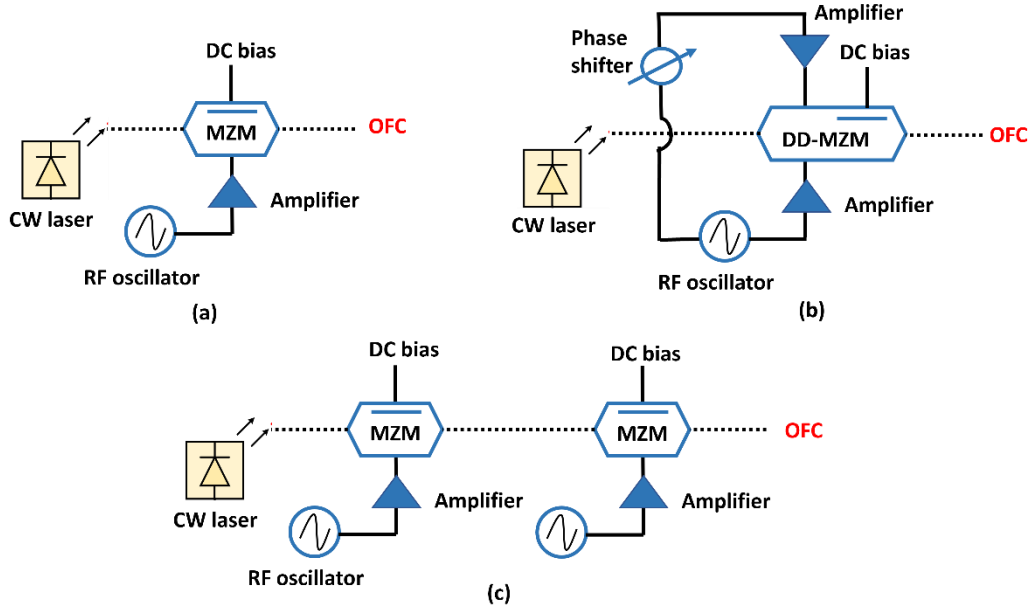 DC bias
MZM
OFC
CW laser
Amplifier
RF oscillator
(a)
Amplifier
Phase
shifter
DC bias
DD-MZM
OFC
CW laser
Amplifier
RF oscillator
(b)
DC bias
DC bias
MZM
MZM
OFC
CW laser
Amplifier
Amplifier
RF oscillator
(c)